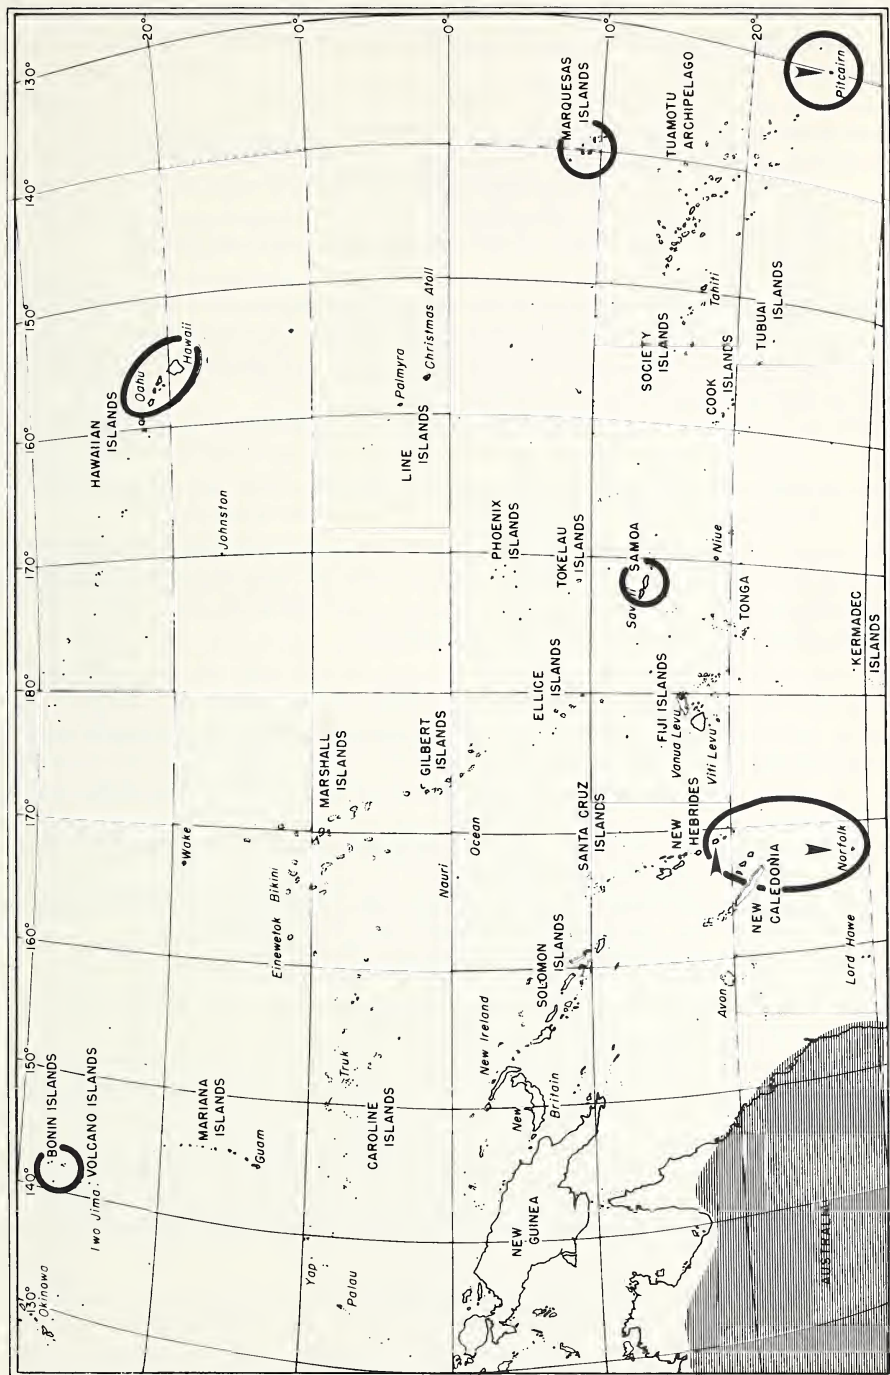 130°
140°
150°
160°
170°
180°
170°
160°
150°
140°
130°
20°
10°
0°
10°
20°
Okinawa
BONIN ISLANDS
Iwo Jima
VOLCANO ISLANDS
MARIANA
ISLANDS
Guam
Yap
Palau
CAROLINE
ISLANDS
Truk
Wake
Einewetok
Bikini
MARSHALL
ISLANDS
GILBERT
ISLANDS
Nauri
Ocean
HAWAIIAN
ISLANDS
Oahu
Hawaii
Johnston
Palmyra
Christmas Atoll
LINE
ISLANDS
PHOENIX
ISLANDS
TOKELAU
ISLANDS
ELLICE
ISLANDS
MARQUESAS
ISLANDS
TUAMOTU
ARCHIPELAGO
Pitcairn
SOCIETY
ISLANDS
Tahiti
COOK
ISLANDS
TUBUAI
ISLANDS
SAMOA
Niue
TONGA
KERMADEC
ISLANDS
FIJI ISLANDS
Vanua Levu
Viti Levu
SANTA CRUZ
ISLANDS
NEW
HEBRIDES
NEW
CALEDONIA
Norfolk
Lord Howe
Avon
SOLOMON
ISLANDS
New Ireland
New
Britain
NEW
GUINEA
AUSTRALIA